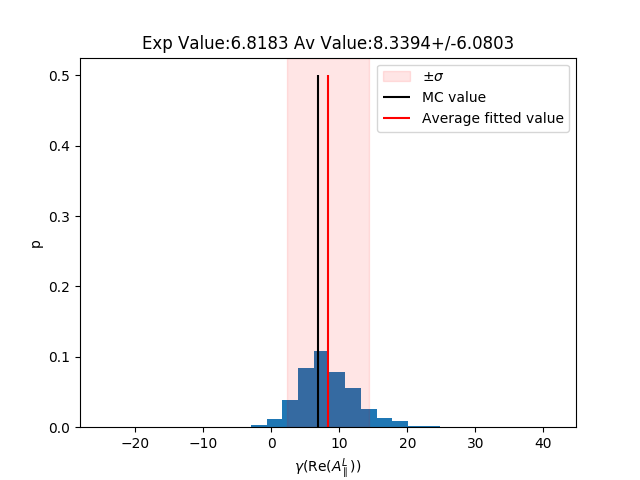 Exp Value:6.8183 Av Value:8.3394+/-6.0803
±σ
MC value
Average fitted value
p
0.5
0.4
0.3
0.2
0.1
0.0
−20 −10 0 10 20 30 40
γ(Re(A∥^L))